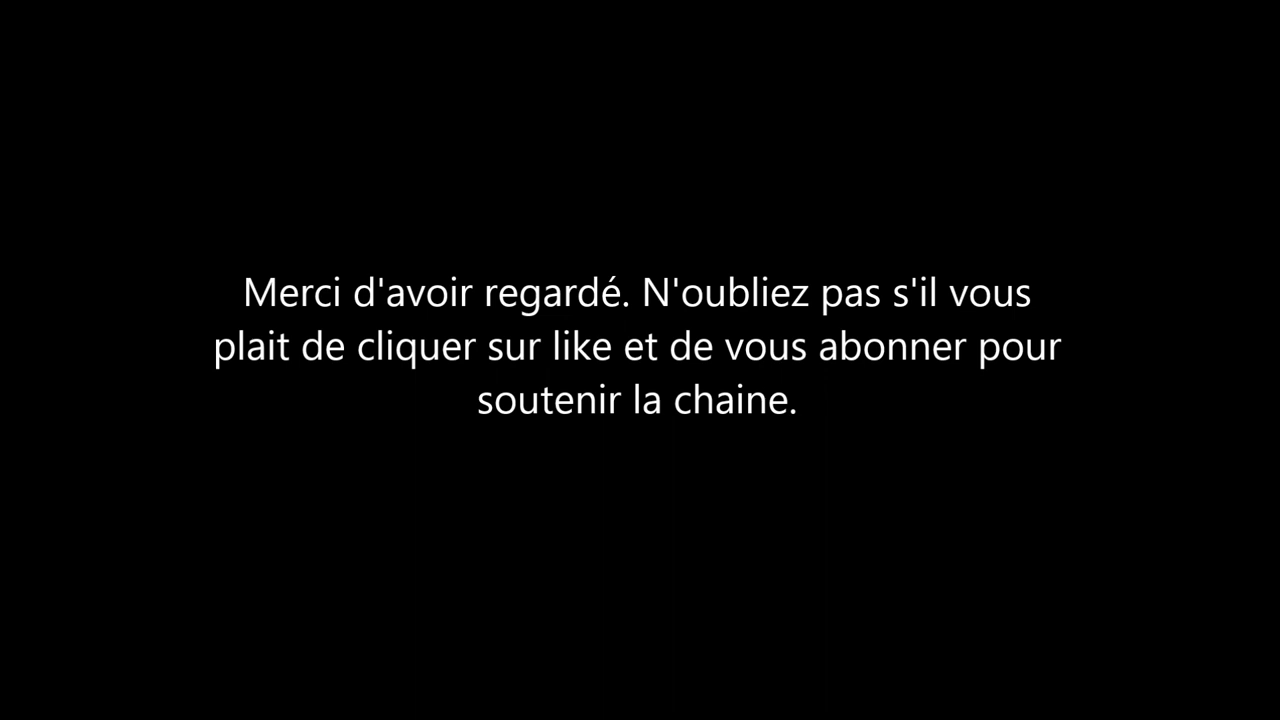 Merci d'avoir regardé. N'oubliez pas s'il vous
plait de cliquer sur like et de vous abonner pour
soutenir la chaine.